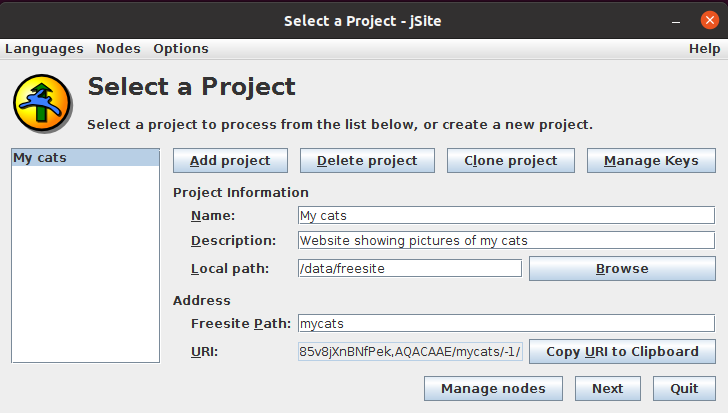 Select a Project - jSite
Languages Nodes Options Help
Select a Project
Select a project to process from the list below, or create a new project.
My cats
Add project Delete project Clone project Manage Keys
Project Information
Name: My cats
Description: Website showing pictures of my cats
Local path: /data/freesite Browse
Address
Freesite Path: mycats
URI: 85v8jXnBNfPek,AQACAAE/mycats/-1/ Copy URI to Clipboard
Manage nodes Next Quit